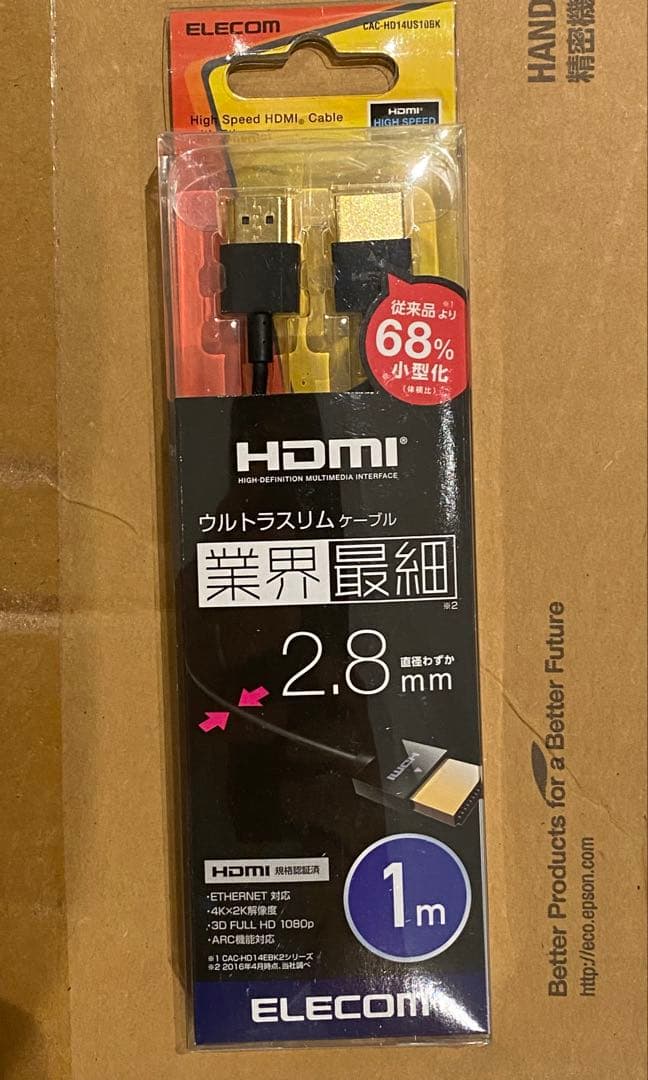 ELECOM
CAC-HD14US10BK
High Speed HDMI® Cable
HDMI
HIGH SPEED
HAND
精密機
従来品より ※1
68%
小型化
(体積比)
HDMI®
HIGH-DEFINITION MULTIMEDIA INTERFACE
ウルトラスリムケーブル
業界最細
※2
2.8
直径わずか
mm
HDMI
HDMI 規格認証済
・ETHERNET 対応
・4K×2K解像度
・3D FULL HD 1080p
・ARC機能対応
※1 CAC-HD14EBK2シリーズ
※2 2016年4月時点、当社調べ
1m
ELECOM
Better Products for a Better Future
http://eco.epson.com